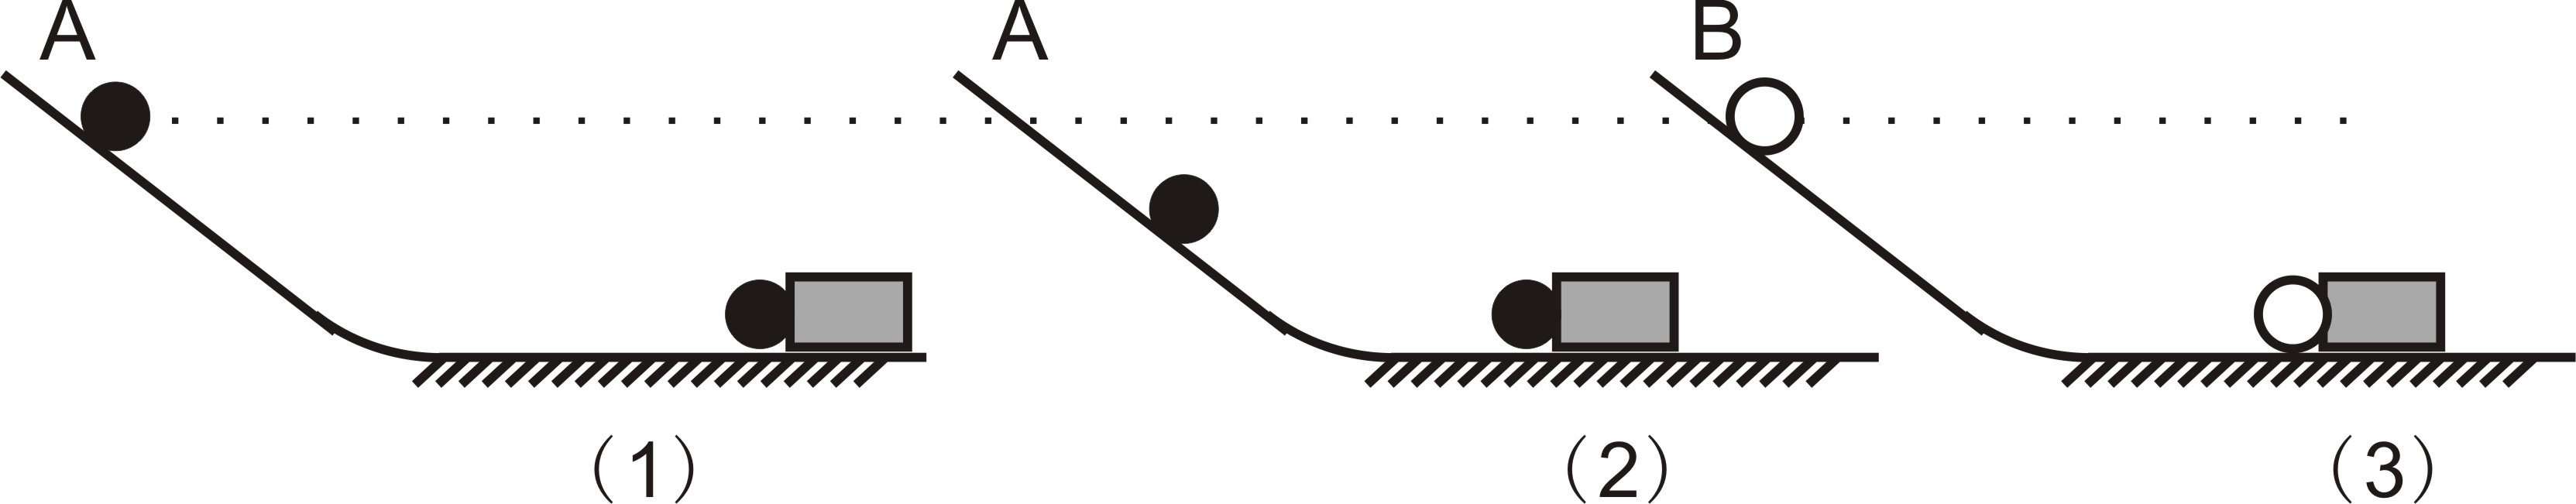 A A B
（1） （2） （3）